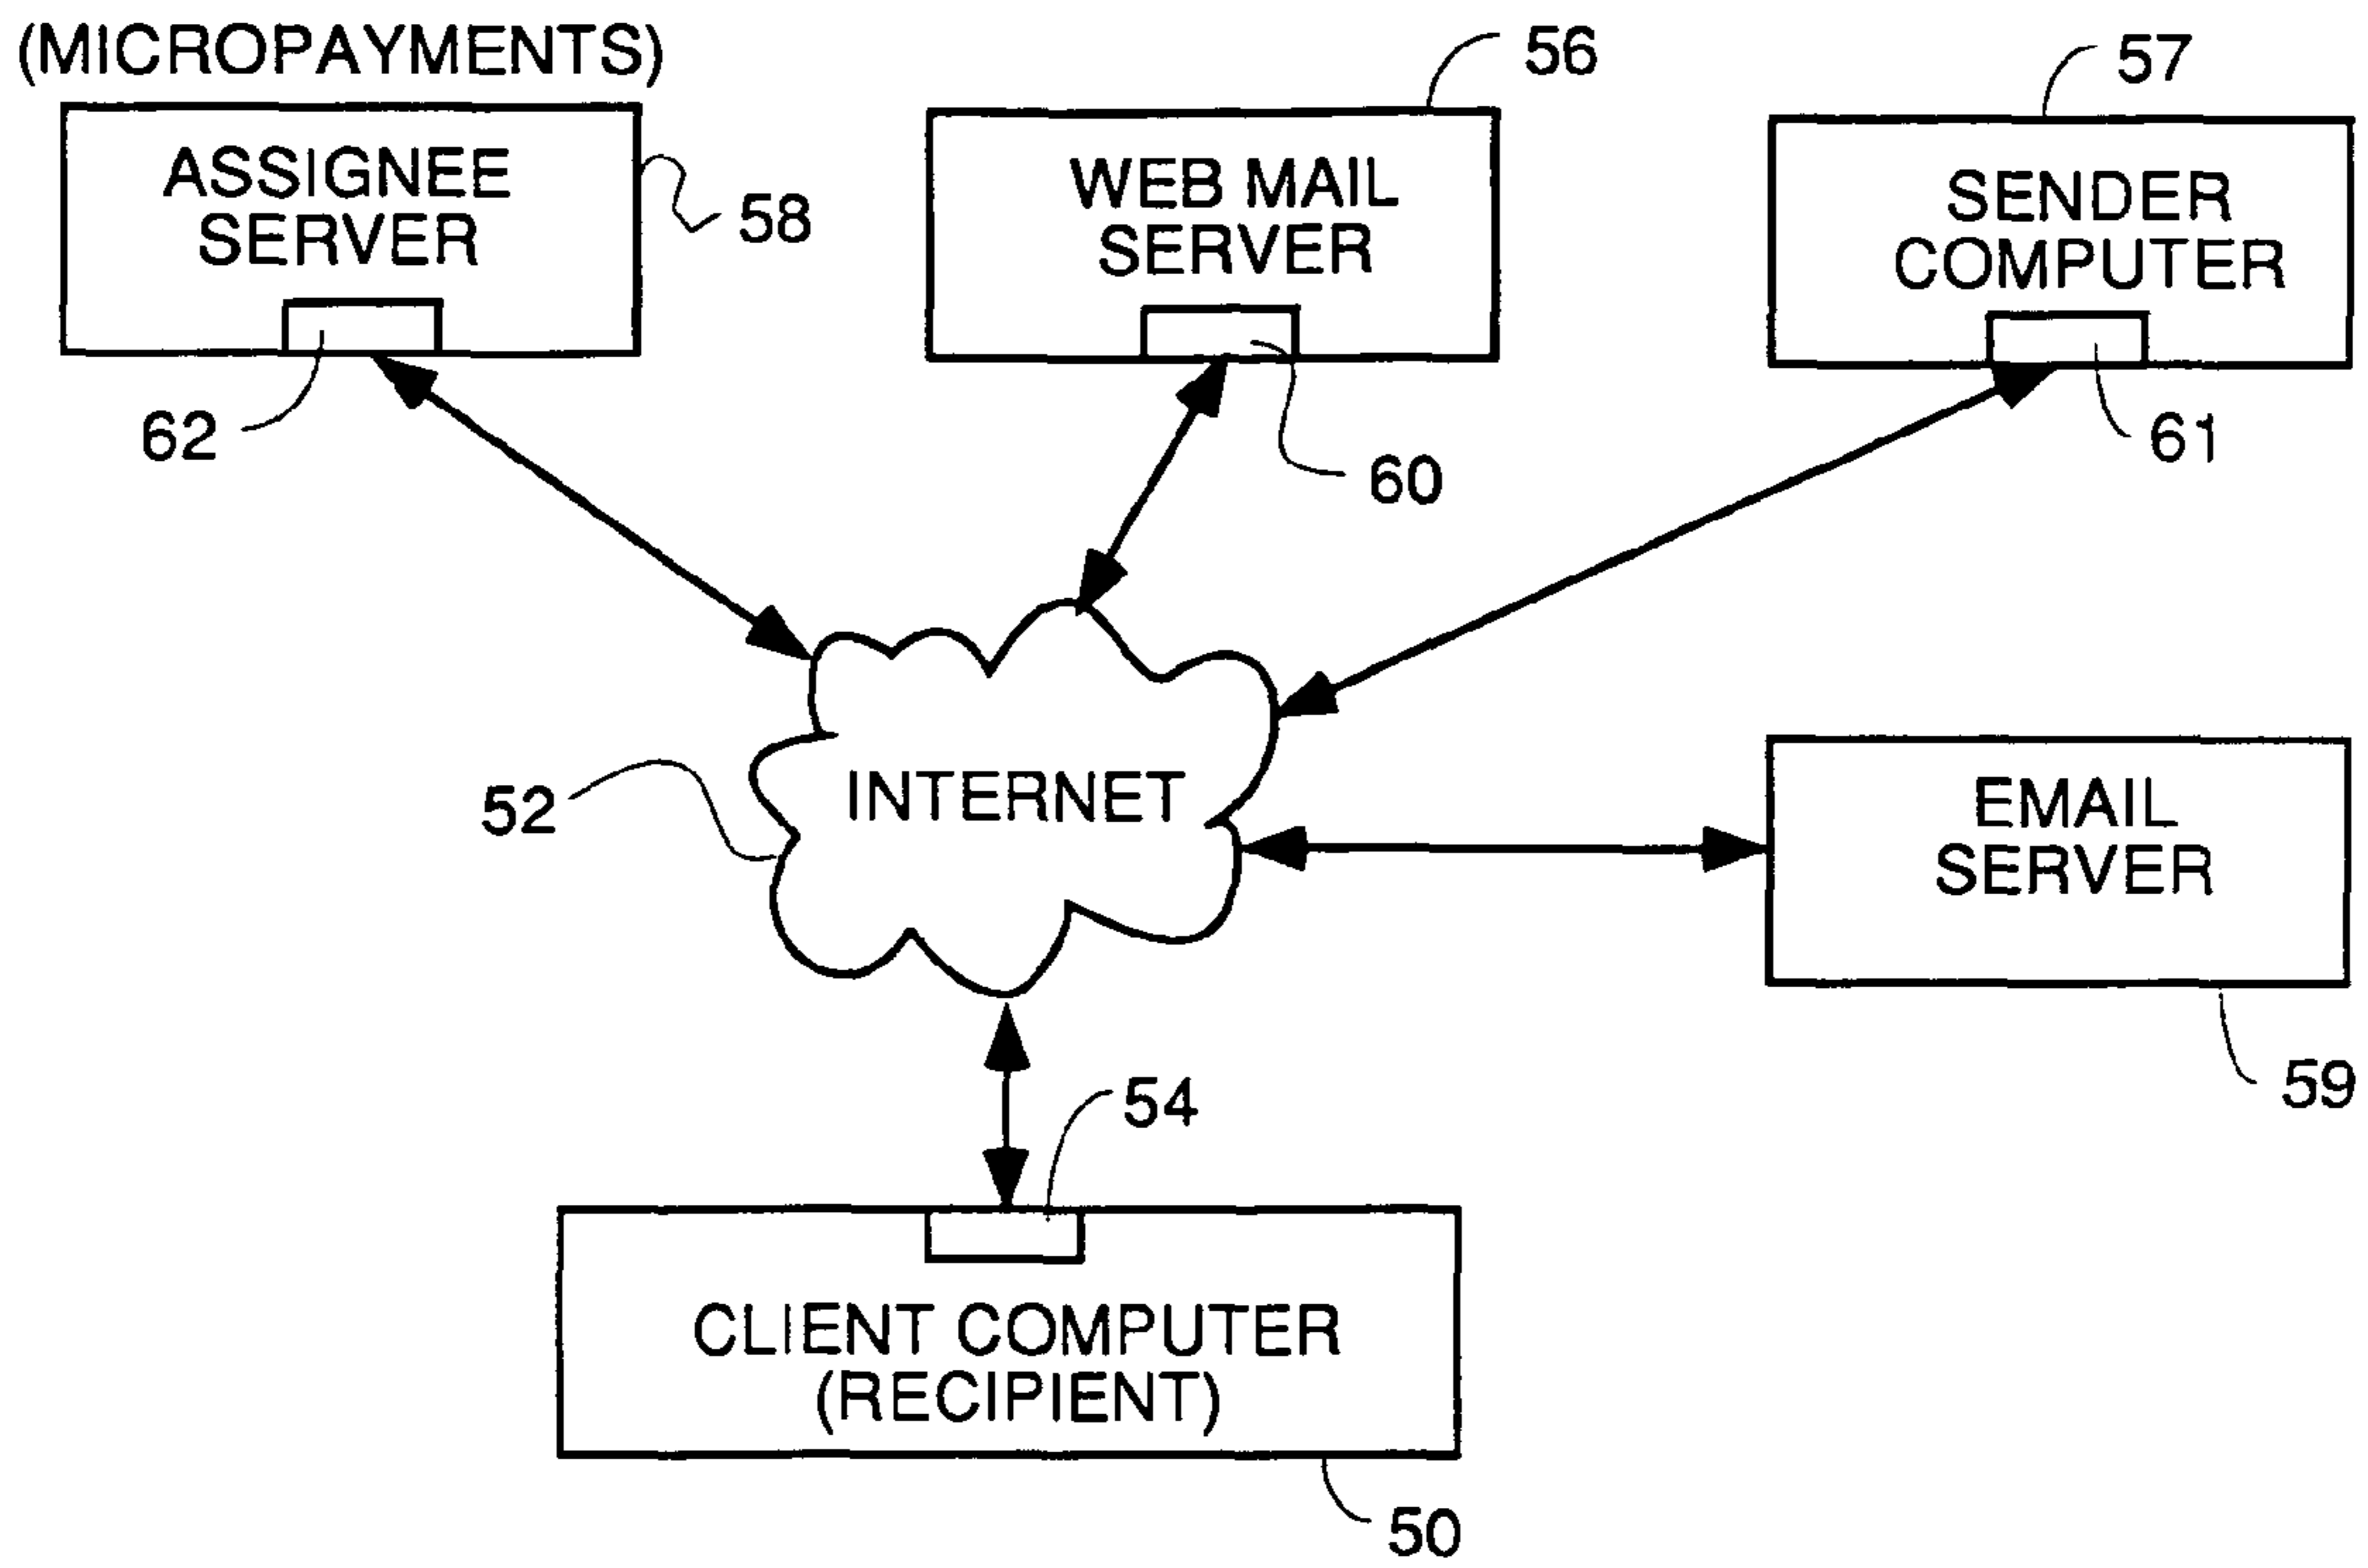 (MICROPAYMENTS)
56
57
ASSIGNEE
SERVER
58
WEB MAIL
SERVER
SENDER
COMPUTER
62
60
61
INTERNET
52
EMAIL
SERVER
59
54
CLIENT COMPUTER
(RECIPIENT)
50